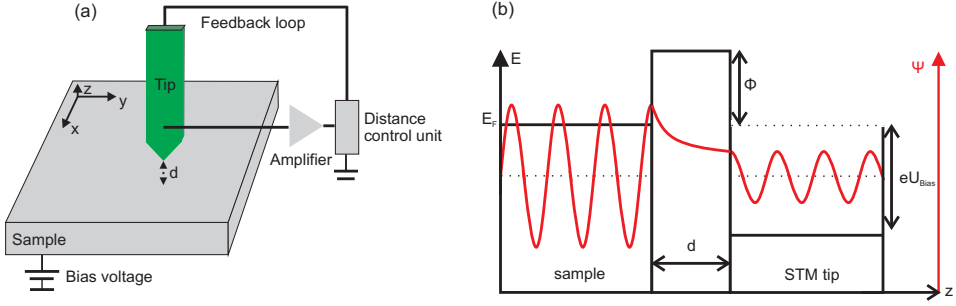 (a)
Feedback loop
Tip
z
y
x
d
Amplifier
Distance
control unit
Sample
Bias voltage
(b)
E
Ψ
Φ
E_F
eU_Bias
d
sample
STM tip
z